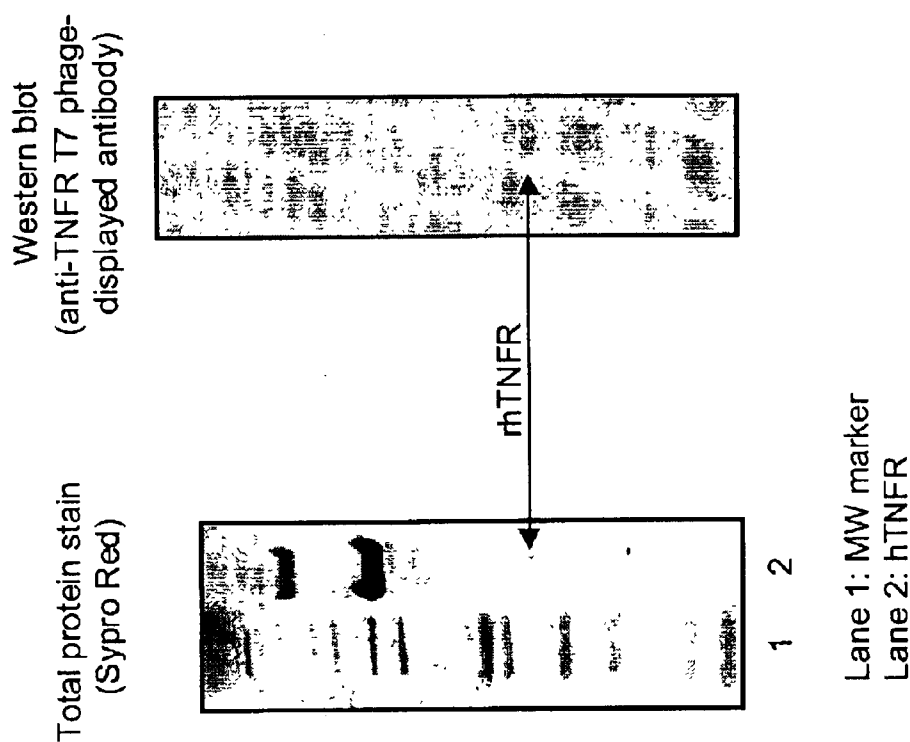 Total protein stain
(Sypro Red)
1
2
Lane 1: MW marker
Lane 2: hTNFR
rhTNFR
Western blot
(anti-TNFR T7 phage-
displayed antibody)